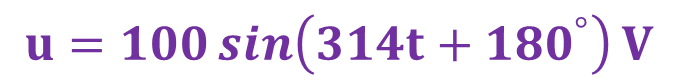 u = 100 sin(314t + 180°) V